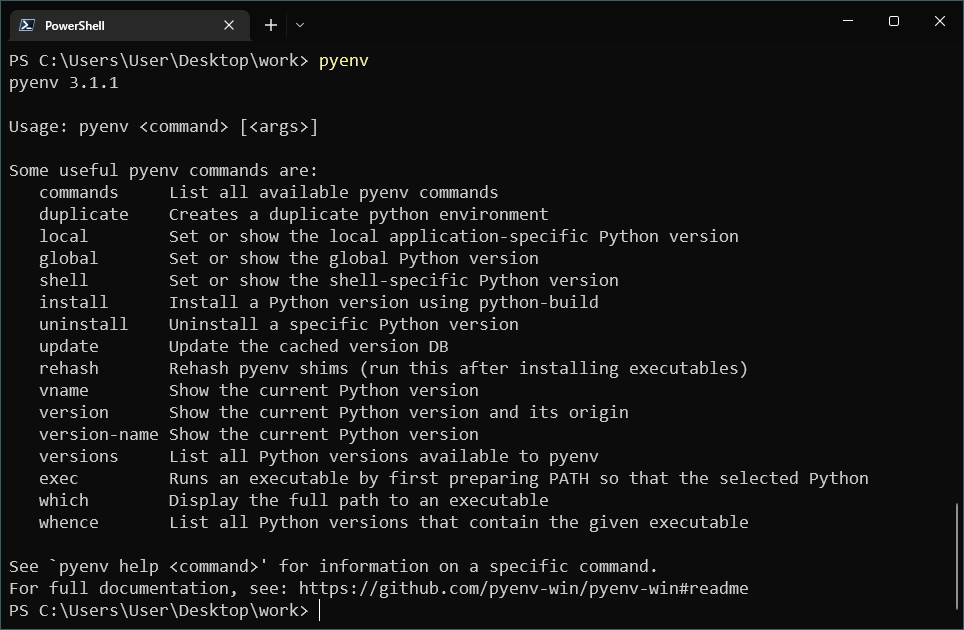 PowerShell
PS C:\Users\User\Desktop\work> pyenv
pyenv 3.1.1

Usage: pyenv <command> [<args>]

Some useful pyenv commands are:
   commands     List all available pyenv commands
   duplicate    Creates a duplicate python environment
   local        Set or show the local application-specific Python version
   global       Set or show the global Python version
   shell        Set or show the shell-specific Python version
   install      Install a Python version using python-build
   uninstall    Uninstall a specific Python version
   update       Update the cached version DB
   rehash       Rehash pyenv shims (run this after installing executables)
   vname        Show the current Python version
   version      Show the current Python version and its origin
   version-name Show the current Python version
   versions     List all Python versions available to pyenv
   exec         Runs an executable by first preparing PATH so that the selected Python
   which        Display the full path to an executable
   whence       List all Python versions that contain the given executable

See `pyenv help <command>' for information on a specific command.
For full documentation, see: https://github.com/pyenv-win/pyenv-win#readme
PS C:\Users\User\Desktop\work>